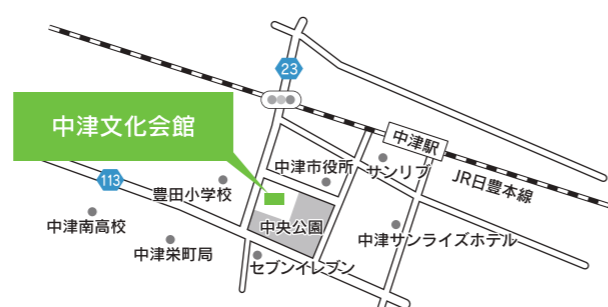 23
中津文化会館
中津駅
中津市役所
サンリブ
JR日豊本線
113
豊田小学校
中津南高校
中央公園
中津サンライズホテル
中津栄町局
セブンイレブン